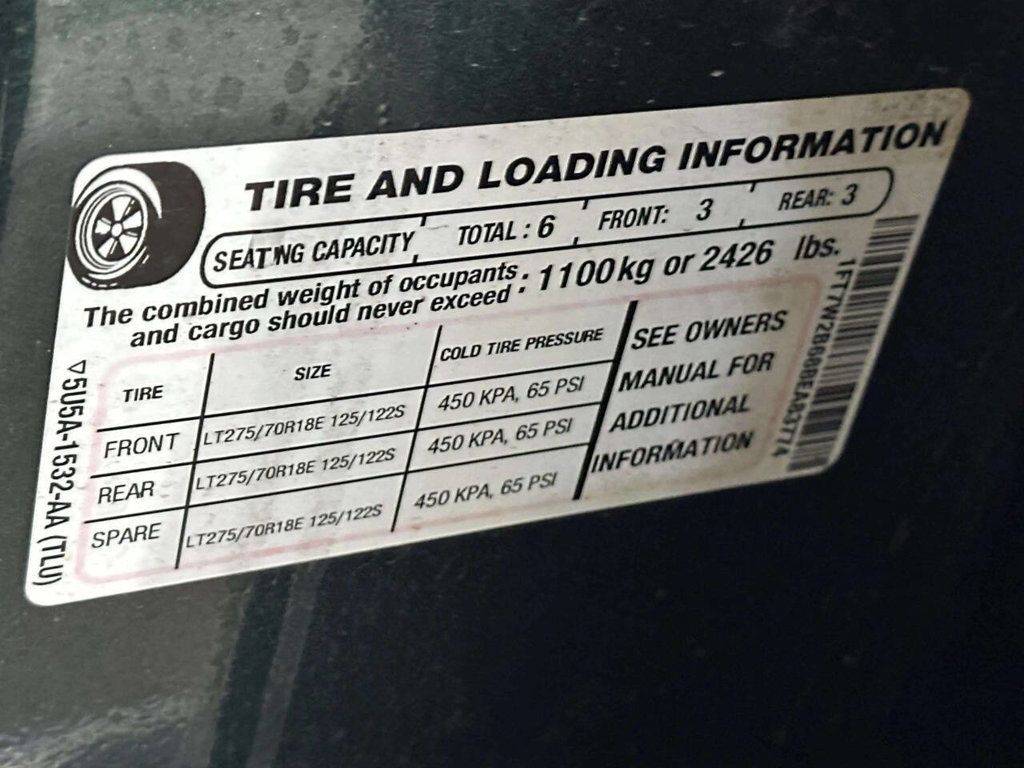 TIRE AND LOADING INFORMATION
SEATING CAPACITY TOTAL: 6 FRONT: 3 REAR: 3
The combined weight of occupants and cargo should never exceed : 1100kg or 2426 lbs.
TIRE SIZE COLD TIRE PRESSURE
FRONT LT275/70R18E 125/122S 450 KPA, 65 PSI
REAR LT275/70R18E 125/122S 450 KPA, 65 PSI
SPARE LT275/70R18E 125/122S 450 KPA, 65 PSI
SEE OWNERS
MANUAL FOR
ADDITIONAL
INFORMATION
5U5A-1532-AA (TLU)